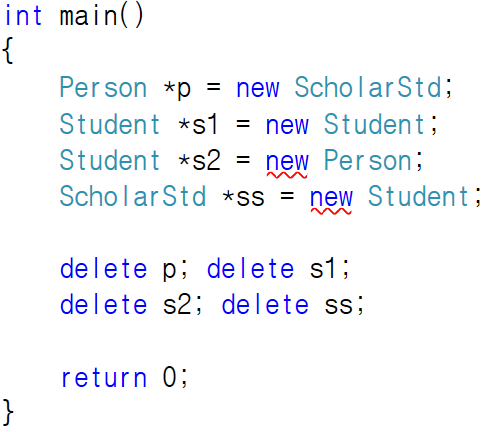 int main()
{
    Person *p = new ScholarStd;
    Student *s1 = new Student;
    Student *s2 = new Person;
    ScholarStd *ss = new Student;

    delete p; delete s1;
    delete s2; delete ss;

    return 0;
}